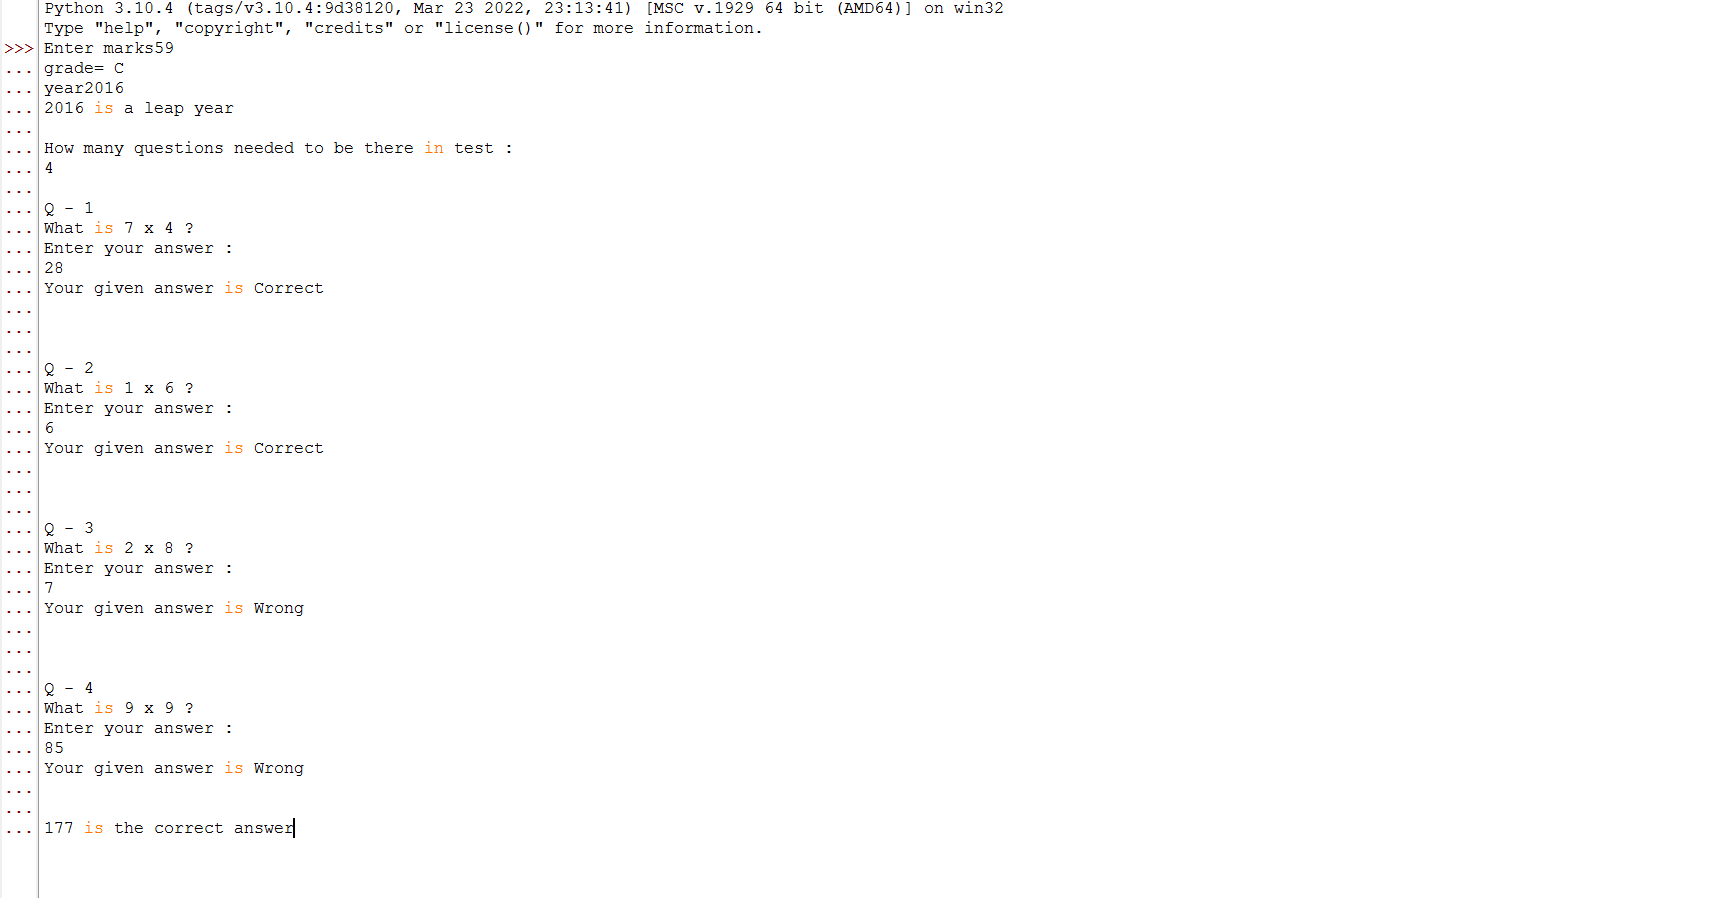 Python 3.10.4 (tags/v3.10.4:9d38120, Mar 23 2022, 23:13:41) [MSC v.1929 64 bit (AMD64)] on win32
Type "help", "copyright", "credits" or "license()" for more information.
>>> Enter marks59
... grade= C
... year2016
... 2016 is a leap year
...
... How many questions needed to be there in test :
... 4
...
... Q - 1
... What is 7 x 4 ?
... Enter your answer :
... 28
... Your given answer is Correct
...
...
...
... Q - 2
... What is 1 x 6 ?
... Enter your answer :
... 6
... Your given answer is Correct
...
...
...
... Q - 3
... What is 2 x 8 ?
... Enter your answer :
... 7
... Your given answer is Wrong
...
...
...
... Q - 4
... What is 9 x 9 ?
... Enter your answer :
... 85
... Your given answer is Wrong
...
...
... 177 is the correct answer